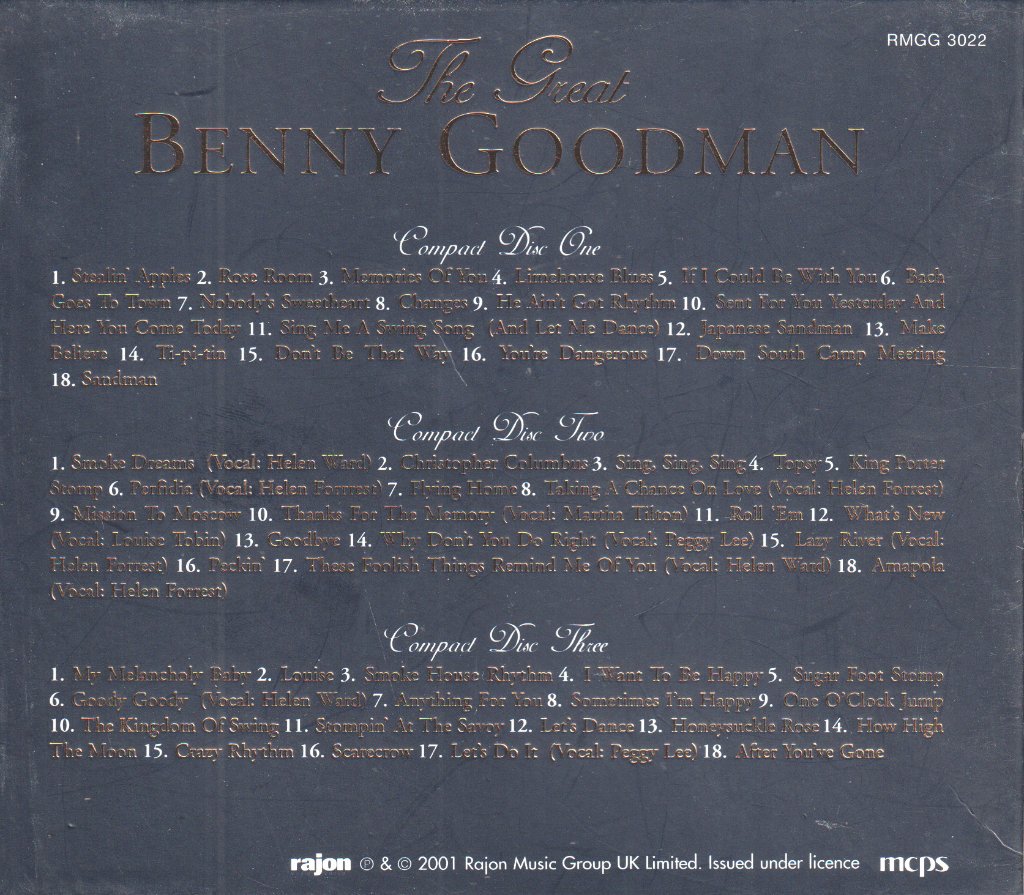 RMGG 3022
The Great
BENNY GOODMAN
Compact Disc One
1. Stealin' Apples 2. Rose Room 3. Memories Of You 4. Limehouse Blues 5. If I Could Be With You 6. Bach
Goes To Town 7. Nobody's Sweetheart 8. Changes 9. He Ain't Got Rhythm 10. Sent For You Yesterday And
Here You Come Today 11. Sing Me A Swing Song (And Let Me Dance) 12. Japanese Sandman 13. Make
Believe 14. Ti-pi-tin 15. Don't Be That Way 16. You're Dangerous 17. Down South Camp Meeting
18. Sandman
Compact Disc Two
1. Smoke Dreams (Vocal: Helen Ward) 2. Christopher Columbus 3. Sing, Sing, Sing 4. Topsy 5. King Porter
Stomp 6. Perfidia (Vocal: Helen Forrrest) 7. Flying Home 8. Taking A Chance On Love (Vocal: Helen Forrest)
9. Mission To Moscow 10. Thanks For The Memory (Vocal: Martha Tilton) 11. Roll 'Em 12. What's New
(Vocal: Louise Tobin) 13. Goodbye 14. Why Don't You Do Right (Vocal: Peggy Lee) 15. Lazy River (Vocal:
Helen Forrest) 16. Peckin' 17. These Foolish Things Remind Me Of You (Vocal: Helen Ward) 18. Amapola
(Vocal: Helen Forrest)
Compact Disc Three
1. My Melancholy Baby 2. Louise 3. Smoke House Rhythm 4. I Want To Be Happy 5. Sugar Foot Stomp
6. Goody Goody (Vocal: Helen Ward) 7. Anything For You 8. Sometimes I'm Happy 9. One O'Clock Jump
10. The Kingdom Of Swing 11. Stompin' At The Savoy 12. Let's Dance 13. Honeysuckle Rose 14. How High
The Moon 15. Crazy Rhythm 16. Scarecrow 17. Let's Do It (Vocal: Peggy Lee) 18. After You've Gone
rajon ℗ & © 2001 Rajon Music Group UK Limited. Issued under licence mcps